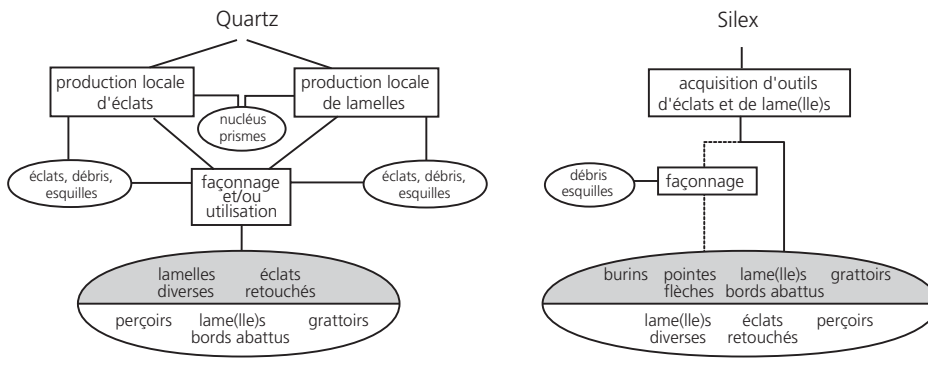 Quartz
production locale
d'éclats
production locale
de lamelles
nucléus
prismes
éclats, débris,
esquilles
façonnage
et/ou
utilisation
éclats, débris,
esquilles
lamelles
diverses
éclats
retouchés
perçoirs
lame(lle)s
bords abattus
grattoirs
Silex
acquisition d'outils
d'éclats et de lame(lle)s
débris
esquilles
façonnage
burins
pointes
flèches
lame(lle)s
bords abattus
grattoirs
lame(lle)s
diverses
éclats
retouchés
perçoirs